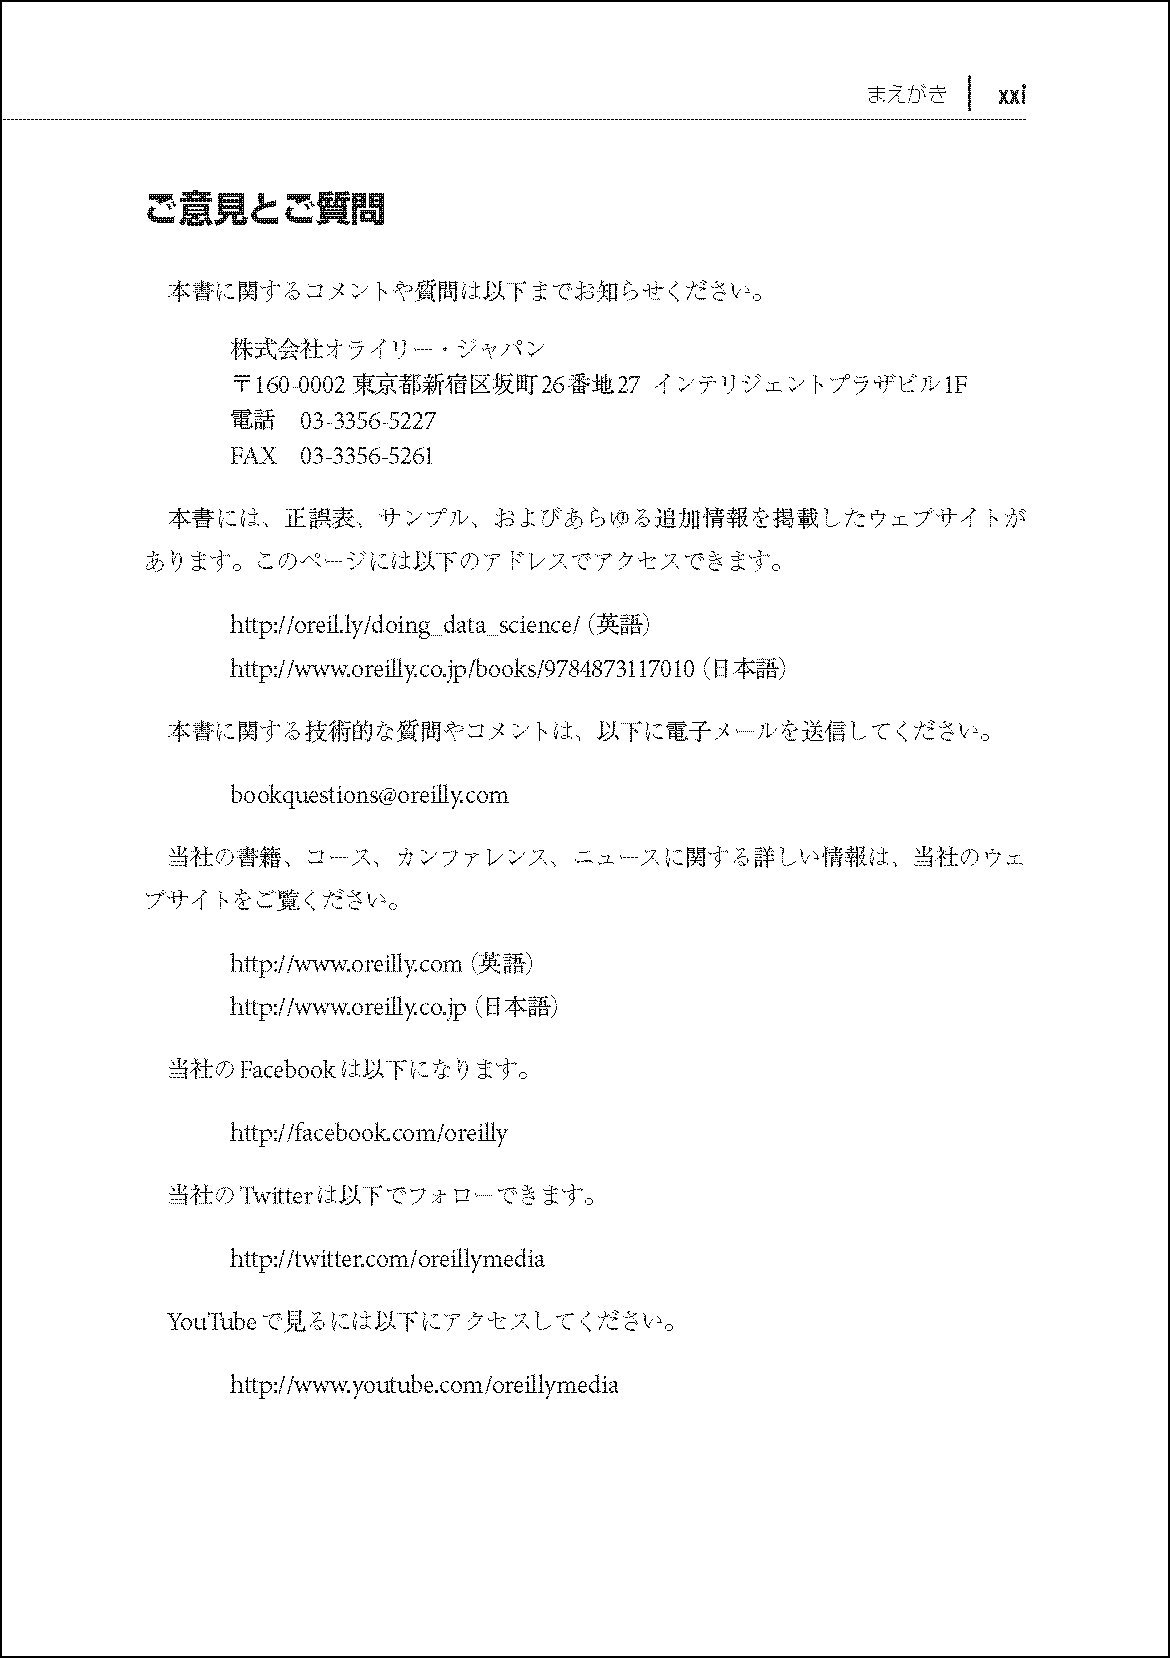 まえがき xxi
ご意見とご質問
本書に関するコメントや質問は以下までお知らせください。
株式会社オライリー・ジャパン
〒160-0002 東京都新宿区坂町26番地27 インテリジェントプラザビル1F
電話 03-3356-5227
FAX 03-3356-5261
本書には、正誤表、サンプル、およびあらゆる追加情報を掲載したウェブサイトが
あります。このページには以下のアドレスでアクセスできます。
http://oreil.ly/doing_data_science/（英語）
http://www.oreilly.co.jp/books/9784873117010（日本語）
本書に関する技術的な質問やコメントは、以下に電子メールを送信してください。
bookquestions@oreilly.com
当社の書籍、コース、カンファレンス、ニュースに関する詳しい情報は、当社のウェ
ブサイトをご覧ください。
http://www.oreilly.com（英語）
http://www.oreilly.co.jp（日本語）
当社のFacebookは以下になります。
http://facebook.com/oreilly
当社のTwitterは以下でフォローできます。
http://twitter.com/oreillymedia
YouTubeで見るには以下にアクセスしてください。
http://www.youtube.com/oreillymedia